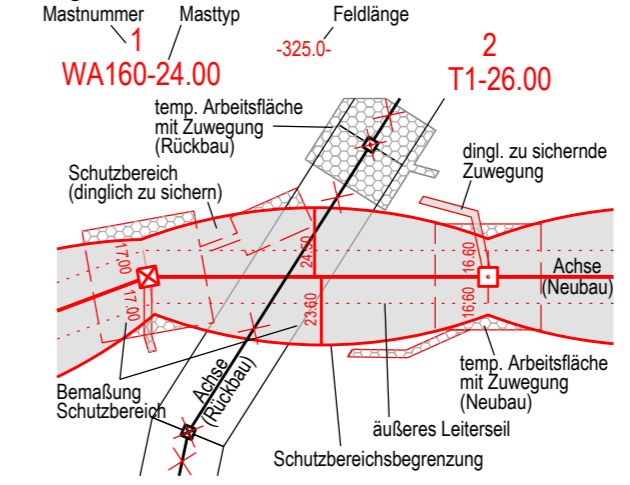 Mastnummer
Masttyp
Feldlänge
1
WA160-24.00
-325.0-
2
T1-26.00
temp. Arbeitsfläche
mit Zuwegung
(Rückbau)
dingl. zu sichernde
Zuwegung
Schutzbereich
(dinglich zu sichern)
17.00
17.00
24.50
23.60
16.60
16.60
Achse
(Neubau)
Achse
(Rückbau)
Bemaßung
Schutzbereich
temp. Arbeitsfläche
mit Zuwegung
(Neubau)
äußeres Leiterseil
Schutzbereichsbegrenzung